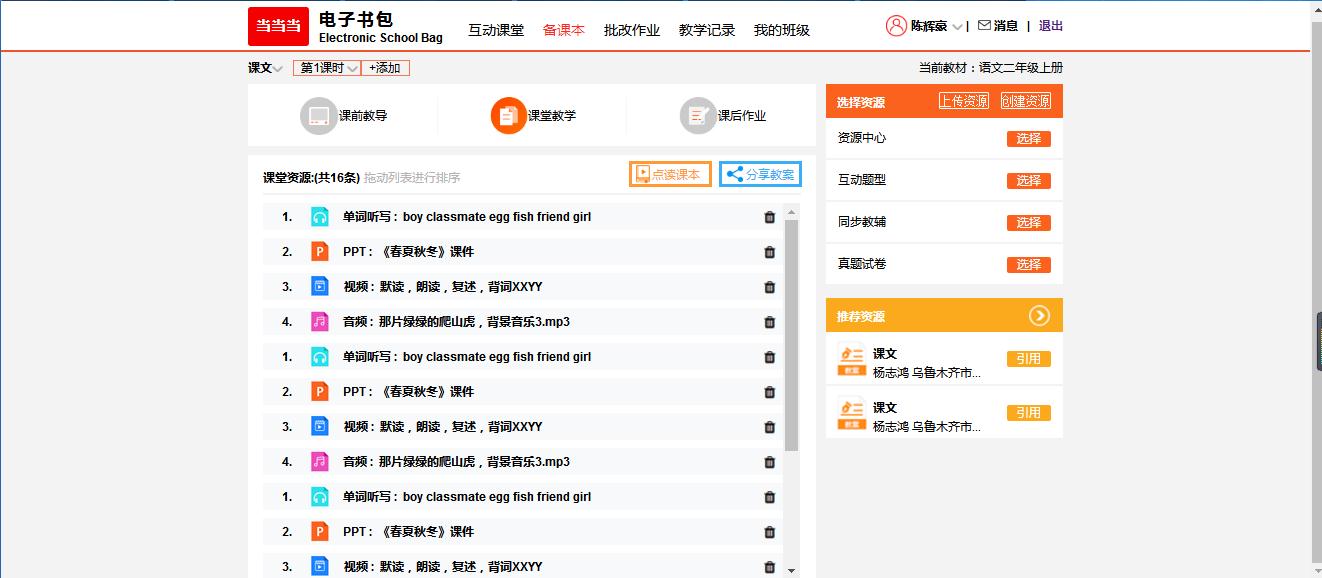 当当当
电子书包
Electronic School Bag
互动课堂 备课本 批改作业 教学记录 我的班级
陈辉豪 | 消息 | 退出
课文 第1课时 +添加
当前教材：语文二年级上册
课前教导 课堂教学 课后作业
课堂资源:(共16条) 拖动列表进行排序
点读课本 分享教案
1. 单词听写：boy classmate egg fish friend girl
2. P PPT：《春夏秋冬》课件
3. 视频：默读，朗读，复述，背词XXYY
4. 音频：那片绿绿的爬山虎，背景音乐3.mp3
1. 单词听写：boy classmate egg fish friend girl
2. P PPT：《春夏秋冬》课件
3. 视频：默读，朗读，复述，背词XXYY
4. 音频：那片绿绿的爬山虎，背景音乐3.mp3
1. 单词听写：boy classmate egg fish friend girl
2. P PPT：《春夏秋冬》课件
3. 视频：默读，朗读，复述，背词XXYY
选择资源 上传资源 创建资源
资源中心 选择
互动题型 选择
同步教辅 选择
真题试卷 选择
推荐资源
课文
杨志鸿 乌鲁木齐市...
引用
课文
杨志鸿 乌鲁木齐市...
引用